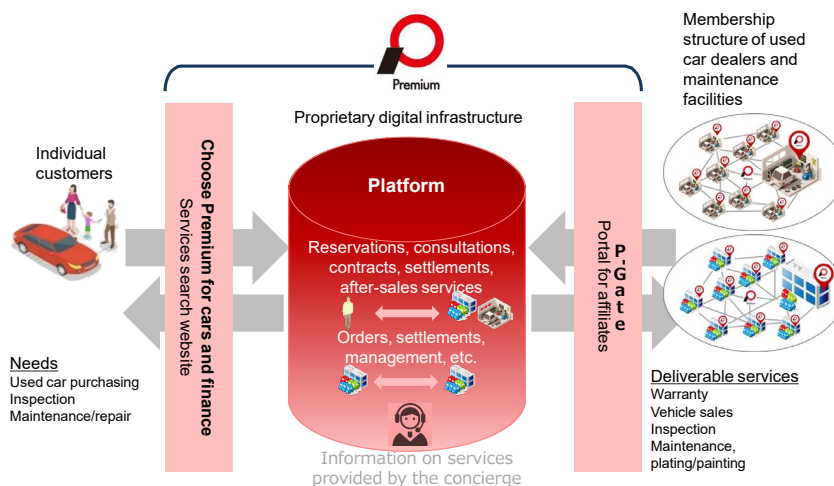 Premium
Membership
structure of used
car dealers and
maintenance
facilities
Proprietary digital infrastructure
Individual
customers
Choose Premium for cars and finance
Services search website
Platform
Reservations, consultations,
contracts, settlements,
after-sales services
Orders, settlements,
management, etc.
Information on services
provided by the concierge
P-Gate
Portal for affiliates
Needs
Used car purchasing
Inspection
Maintenance/repair
Deliverable services
Warranty
Vehicle sales
Inspection
Maintenance,
plating/painting